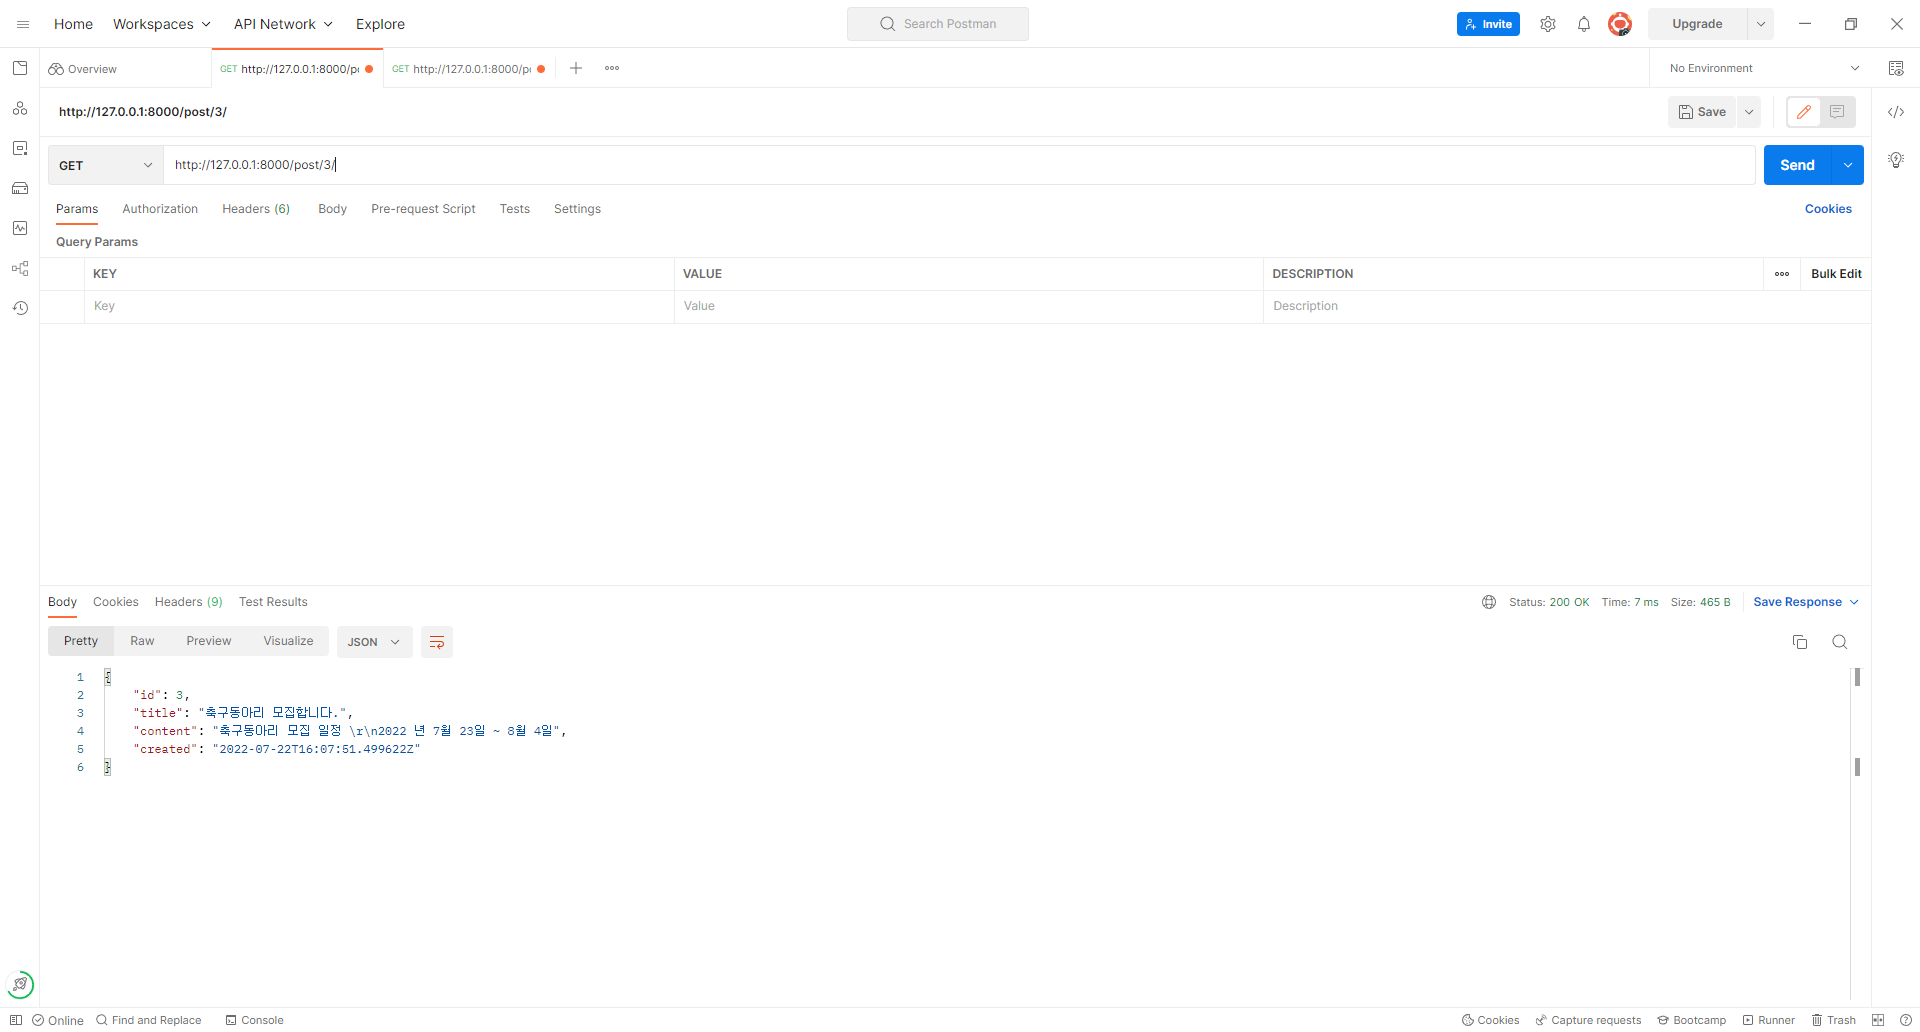 Home Workspaces API Network Explore Search Postman Invite Upgrade
Overview GET http://127.0.0.1:8000/p GET http://127.0.0.1:8000/p No Environment
http://127.0.0.1:8000/post/3/ Save
GET http://127.0.0.1:8000/post/3/ Send
Params Authorization Headers (6) Body Pre-request Script Tests Settings Cookies
Query Params
KEY VALUE DESCRIPTION Bulk Edit
Key Value Description
Body Cookies Headers (9) Test Results Status: 200 OK Time: 7 ms Size: 465 B Save Response
Pretty Raw Preview Visualize JSON
1 {
2 "id": 3,
3 "title": "축구동아리 모집합니다.",
4 "content": "축구동아리 모집 일정 \r\n2022 년 7월 23일 ~ 8월 4일",
5 "created": "2022-07-22T16:07:51.499622Z"
6 }
Online Find and Replace Console Cookies Capture requests Bootcamp Runner Trash